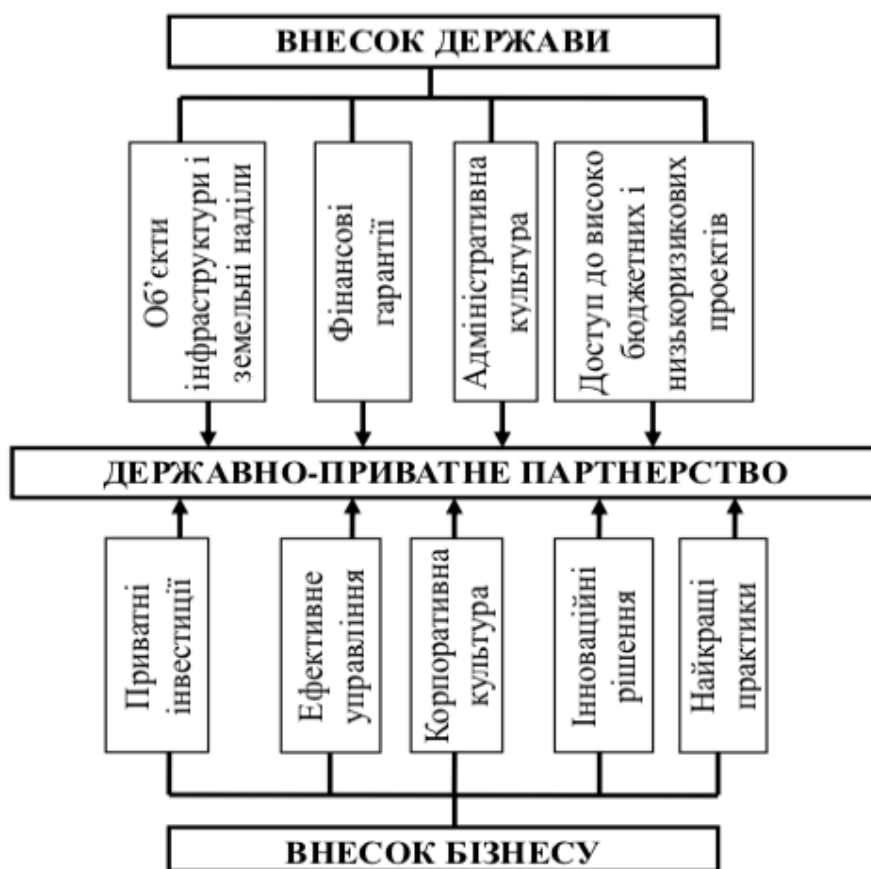 ВНЕСОК ДЕРЖАВИ
Об’єкти
інфраструктури і
земельні наділи
Фінансові
гарантії
Адміністративна
культура
Доступ до високо
бюджетних і
низькоризикових
проектів
ДЕРЖАВНО-ПРИВАТНЕ ПАРТНЕРСТВО
Приватні
інвестиції
Ефективне
управління
Корпоративна
культура
Інноваційні
рішення
Найкращі
практики
ВНЕСОК БІЗНЕСУ